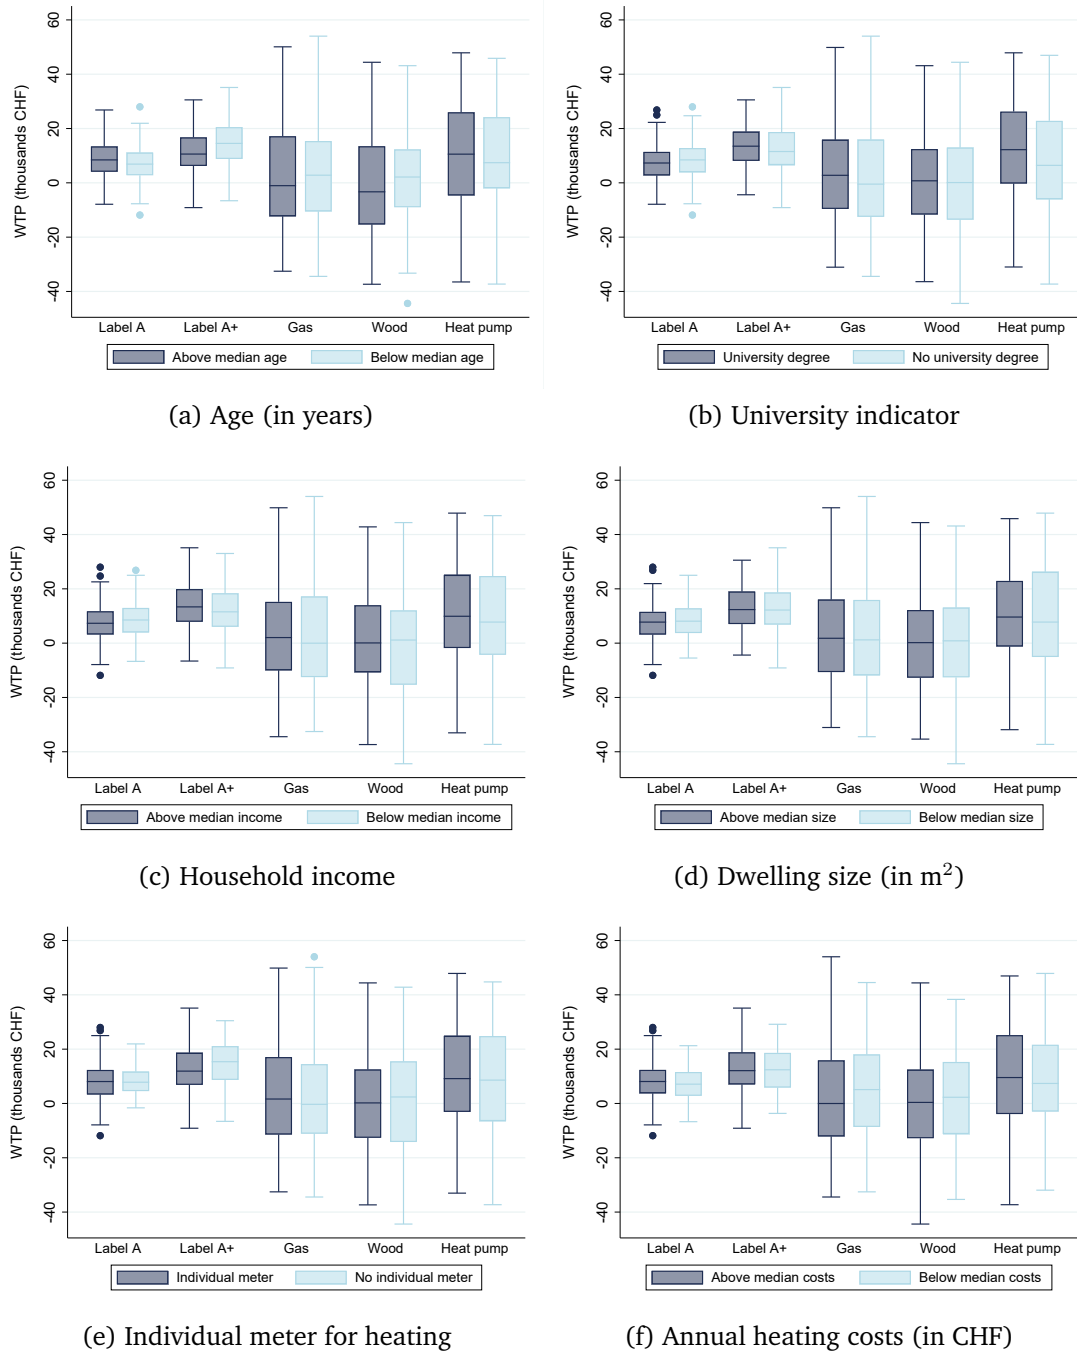 WTP (thousands CHF)
60
40
20
0
-20
-40
Label A Label A+ Gas Wood Heat pump
Above median age Below median age
(a) Age (in years)
WTP (thousands CHF)
60
40
20
0
-20
-40
Label A Label A+ Gas Wood Heat pump
University degree No university degree
(b) University indicator
WTP (thousands CHF)
60
40
20
0
-20
-40
Label A Label A+ Gas Wood Heat pump
Above median income Below median income
(c) Household income
WTP (thousands CHF)
60
40
20
0
-20
-40
Label A Label A+ Gas Wood Heat pump
Above median size Below median size
(d) Dwelling size (in m²)
WTP (thousands CHF)
60
40
20
0
-20
-40
Label A Label A+ Gas Wood Heat pump
Individual meter No individual meter
(e) Individual meter for heating
WTP (thousands CHF)
60
40
20
0
-20
-40
Label A Label A+ Gas Wood Heat pump
Above median costs Below median costs
(f) Annual heating costs (in CHF)